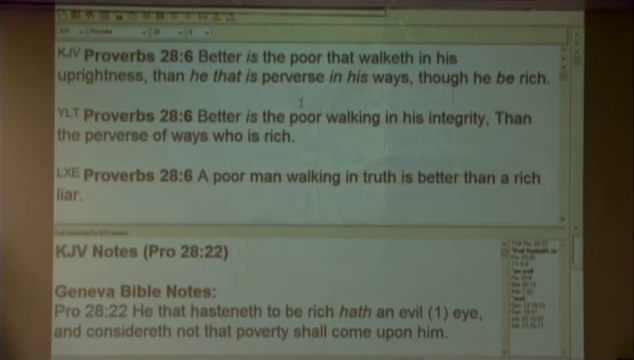 KJV Proverbs 28:6 Better is the poor that walketh in his
uprightness, than he that is perverse in his ways, though he be rich.
YLT Proverbs 28:6 Better is the poor walking in his integrity, Than
the perverse of ways who is rich.
LXE Proverbs 28:6 A poor man walking in truth is better than a rich
liar.
KJV Notes (Pro 28:22)
Geneva Bible Notes:
Pro 28:22 He that hasteneth to be rich hath an evil (1) eye,
and considereth not that poverty shall come upon him.